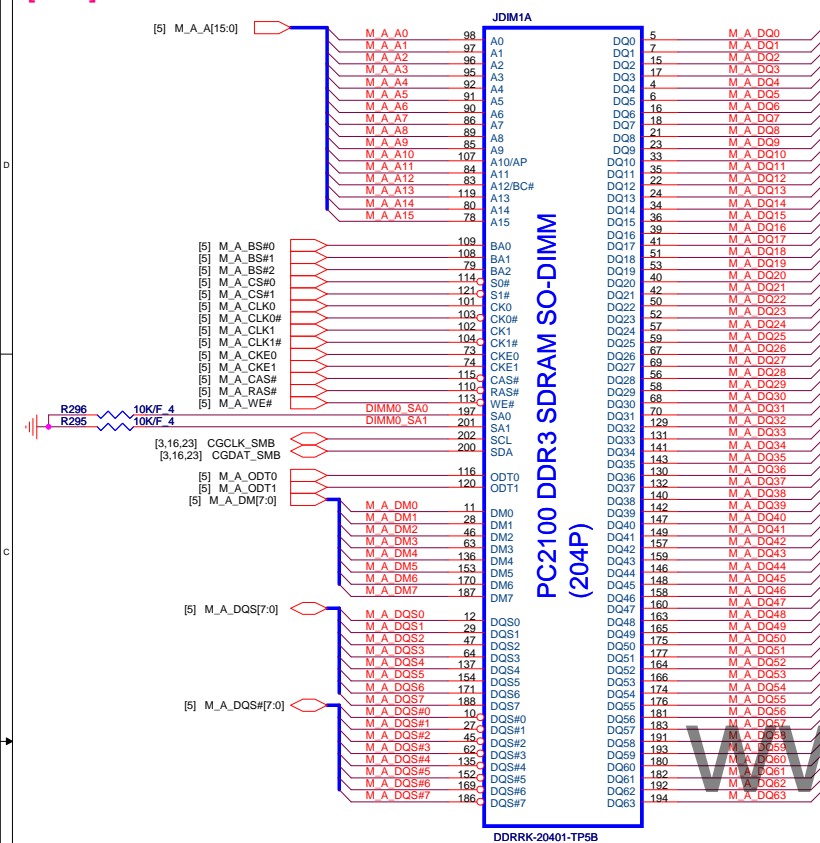 JDIM1A
[5] M_A_A[15:0]
M_A_A0 98 A0 DQ0 5 M_A_DQ0
M_A_A1 97 A1 DQ1 7 M_A_DQ1
M_A_A2 96 A2 DQ2 15 M_A_DQ2
M_A_A3 95 A3 DQ3 17 M_A_DQ3
M_A_A4 92 A4 DQ4 4 M_A_DQ4
M_A_A5 91 A5 DQ5 6 M_A_DQ5
M_A_A6 90 A6 DQ6 16 M_A_DQ6
M_A_A7 86 A7 DQ7 18 M_A_DQ7
M_A_A8 89 A8 DQ8 21 M_A_DQ8
M_A_A9 85 A9 DQ9 23 M_A_DQ9
M_A_A10 107 A10/AP DQ10 33 M_A_DQ10
M_A_A11 84 A11 DQ11 35 M_A_DQ11
M_A_A12 83 A12/BC# DQ12 22 M_A_DQ12
M_A_A13 119 A13 DQ13 24 M_A_DQ13
M_A_A14 80 A14 DQ14 34 M_A_DQ14
M_A_A15 78 A15 DQ15 36 M_A_DQ15
DQ16 39 M_A_DQ16
[5] M_A_BS#0 109 BA0 DQ17 41 M_A_DQ17
[5] M_A_BS#1 108 BA1 DQ18 51 M_A_DQ18
[5] M_A_BS#2 79 BA2 DQ19 53 M_A_DQ19
[5] M_A_CS#0 114 S0# DQ20 40 M_A_DQ20
[5] M_A_CS#1 121 S1# DQ21 42 M_A_DQ21
[5] M_A_CLK0 101 CK0 DQ22 50 M_A_DQ22
[5] M_A_CLK0# 103 CK0# DQ23 52 M_A_DQ23
[5] M_A_CLK1 102 CK1 DQ24 57 M_A_DQ24
[5] M_A_CLK1# 104 CK1# DQ25 59 M_A_DQ25
[5] M_A_CKE0 73 CKE0 DQ26 67 M_A_DQ26
[5] M_A_CKE1 74 CKE1 DQ27 69 M_A_DQ27
[5] M_A_CAS# 115 CAS# DQ28 56 M_A_DQ28
[5] M_A_RAS# 110 RAS# DQ29 58 M_A_DQ29
[5] M_A_WE# 113 WE# DQ30 68 M_A_DQ30
R296 10K/F_4 DIMM0_SA0 197 SA0 DQ31 70 M_A_DQ31
R295 10K/F_4 DIMM0_SA1 201 SA1 DQ32 129 M_A_DQ32
[3,16,23] CGCLK_SMB 202 SCL DQ33 131 M_A_DQ33
[3,16,23] CGDAT_SMB 200 SDA DQ34 141 M_A_DQ34
DQ35 143 M_A_DQ35
[5] M_A_ODT0 116 ODT0 DQ36 130 M_A_DQ36
[5] M_A_ODT1 120 ODT1 DQ37 132 M_A_DQ37
[5] M_A_DM[7:0] DQ38 140 M_A_DQ38
M_A_DM0 11 DM0 DQ39 142 M_A_DQ39
M_A_DM1 28 DM1 DQ40 147 M_A_DQ40
M_A_DM2 46 DM2 DQ41 149 M_A_DQ41
M_A_DM3 63 DM3 DQ42 157 M_A_DQ42
M_A_DM4 136 DM4 DQ43 159 M_A_DQ43
M_A_DM5 153 DM5 DQ44 146 M_A_DQ44
M_A_DM6 170 DM6 DQ45 148 M_A_DQ45
M_A_DM7 187 DM7 DQ46 158 M_A_DQ46
[5] M_A_DQS[7:0] DQ47 160 M_A_DQ47
M_A_DQS0 12 DQS0 DQ48 163 M_A_DQ48
M_A_DQS1 29 DQS1 DQ49 165 M_A_DQ49
M_A_DQS2 47 DQS2 DQ50 175 M_A_DQ50
M_A_DQS3 64 DQS3 DQ51 177 M_A_DQ51
M_A_DQS4 137 DQS4 DQ52 164 M_A_DQ52
M_A_DQS5 154 DQS5 DQ53 166 M_A_DQ53
M_A_DQS6 171 DQS6 DQ54 174 M_A_DQ54
M_A_DQS7 188 DQS7 DQ55 176 M_A_DQ55
[5] M_A_DQS#[7:0] M_A_DQS#0 10 DQS#0 DQ56 181 M_A_DQ56
M_A_DQS#1 27 DQS#1 DQ57 183 M_A_DQ57
M_A_DQS#2 45 DQS#2 DQ58 191 M_A_DQ58
M_A_DQS#3 62 DQS#3 DQ59 193 M_A_DQ59
M_A_DQS#4 135 DQS#4 DQ60 180 M_A_DQ60
M_A_DQS#5 152 DQS#5 DQ61 182 M_A_DQ61
M_A_DQS#6 169 DQS#6 DQ62 192 M_A_DQ62
M_A_DQS#7 186 DQS#7 DQ63 194 M_A_DQ63
PC2100 DDR3 SDRAM SO-DIMM
(204P)
DDRRK-20401-TP5B
D
C